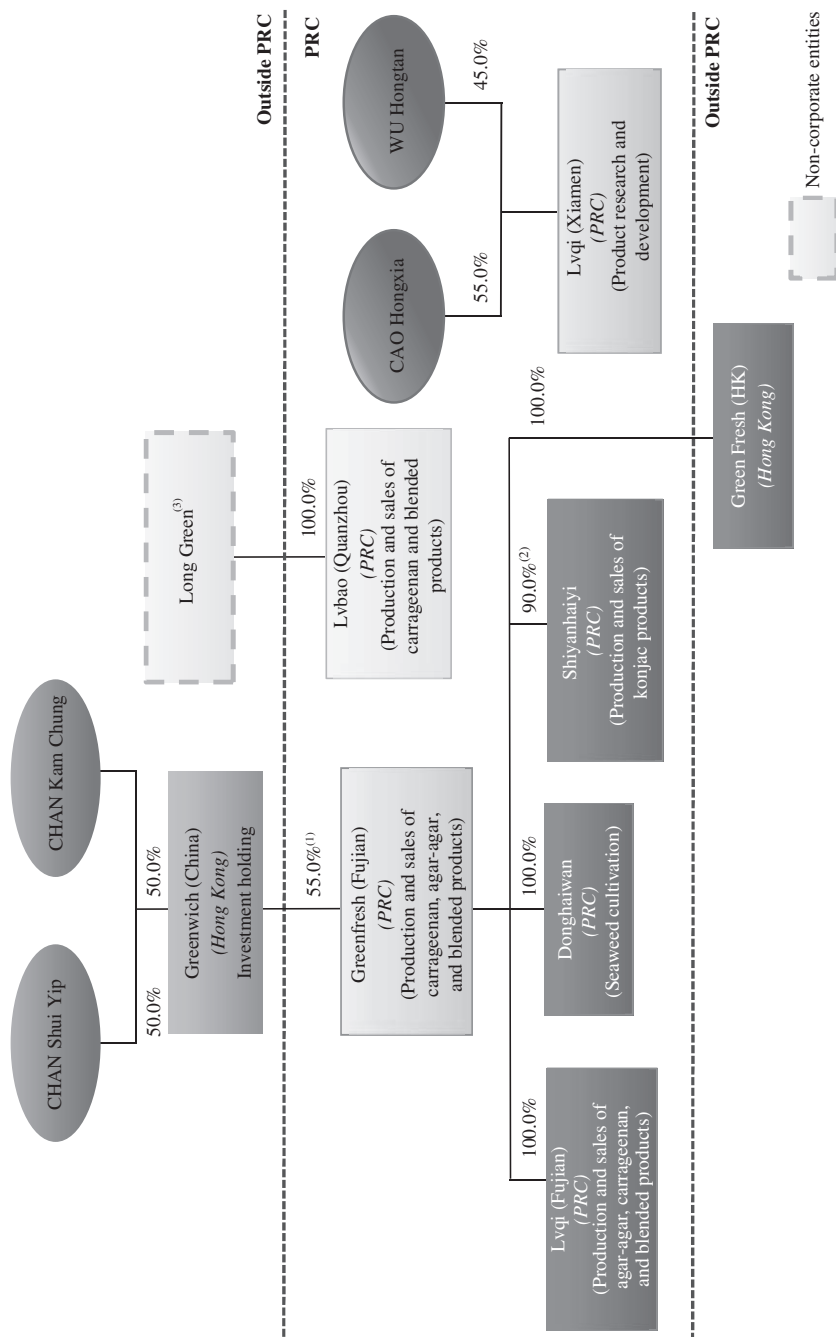 CHAN Shui Yip
CHAN Kam Chung
50.0%
50.0%
Greenwich (China)
(Hong Kong)
Investment holding
Long Green(3)
Outside PRC
PRC
55.0%(1)
100.0%
Greenfresh (Fujian)
(PRC)
(Production and sales of
carrageenan, agar-agar,
and blended products)
Lvbao (Quanzhou)
(PRC)
(Production and sales of
carrageenan and blended
products)
CAO Hongxia
WU Hongtan
55.0%
45.0%
Lvqi (Xiamen)
(PRC)
(Product research and
development)
100.0%
100.0%
90.0%(2)
100.0%
Lvqi (Fujian)
(PRC)
(Production and sales of
agar-agar, carrageenan,
and blended products)
Donghaiwan
(PRC)
(Seaweed cultivation)
Shiyanhaiyi
(PRC)
(Production and sales of
konjac products)
Outside PRC
Green Fresh (HK)
(Hong Kong)
Non-corporate entities